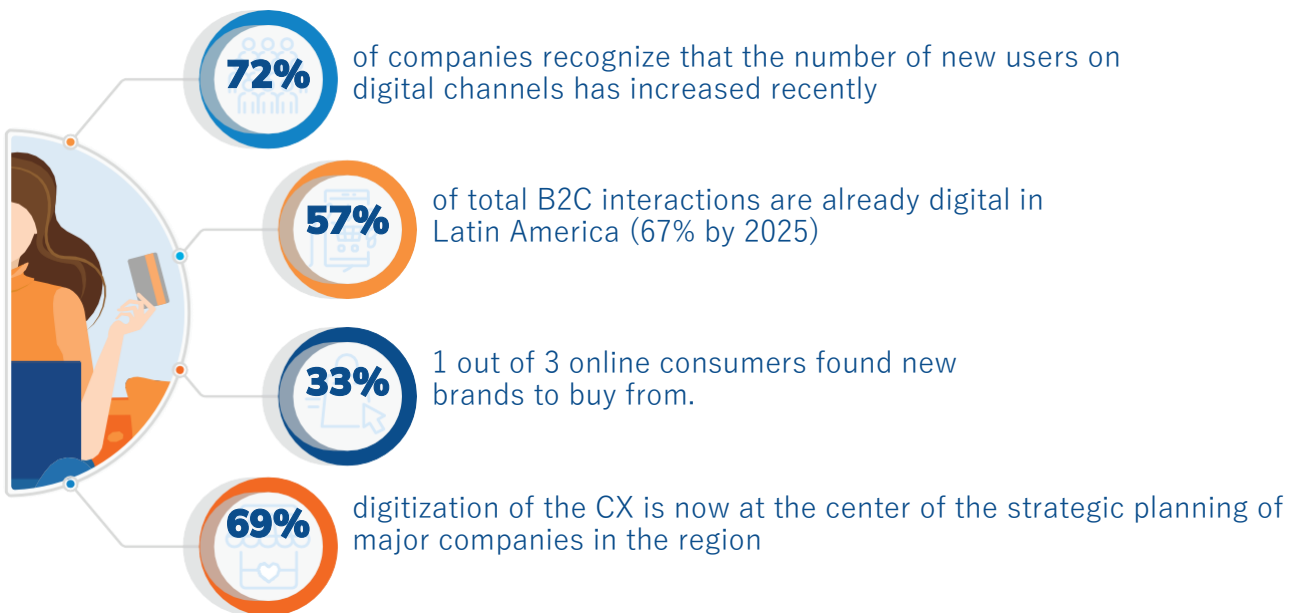 72%
of companies recognize that the number of new users on
digital channels has increased recently
57%
of total B2C interactions are already digital in
Latin America (67% by 2025)
33%
1 out of 3 online consumers found new
brands to buy from.
69%
digitization of the CX is now at the center of the strategic planning of
major companies in the region